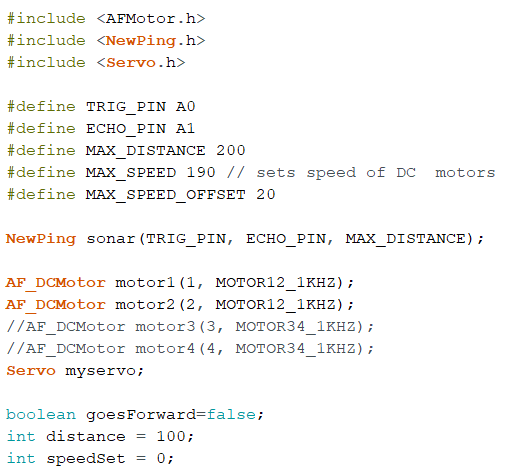 #include <AFMotor.h>
#include <NewPing.h>
#include <Servo.h>
#define TRIG_PIN A0
#define ECHO_PIN A1
#define MAX_DISTANCE 200
#define MAX_SPEED 190 // sets speed of DC  motors
#define MAX_SPEED_OFFSET 20
NewPing sonar(TRIG_PIN, ECHO_PIN, MAX_DISTANCE);
AF_DCMotor motor1(1, MOTOR12_1KHZ);
AF_DCMotor motor2(2, MOTOR12_1KHZ);
//AF_DCMotor motor3(3, MOTOR34_1KHZ);
//AF_DCMotor motor4(4, MOTOR34_1KHZ);
Servo myservo;
boolean goesForward=false;
int distance = 100;
int speedSet = 0;